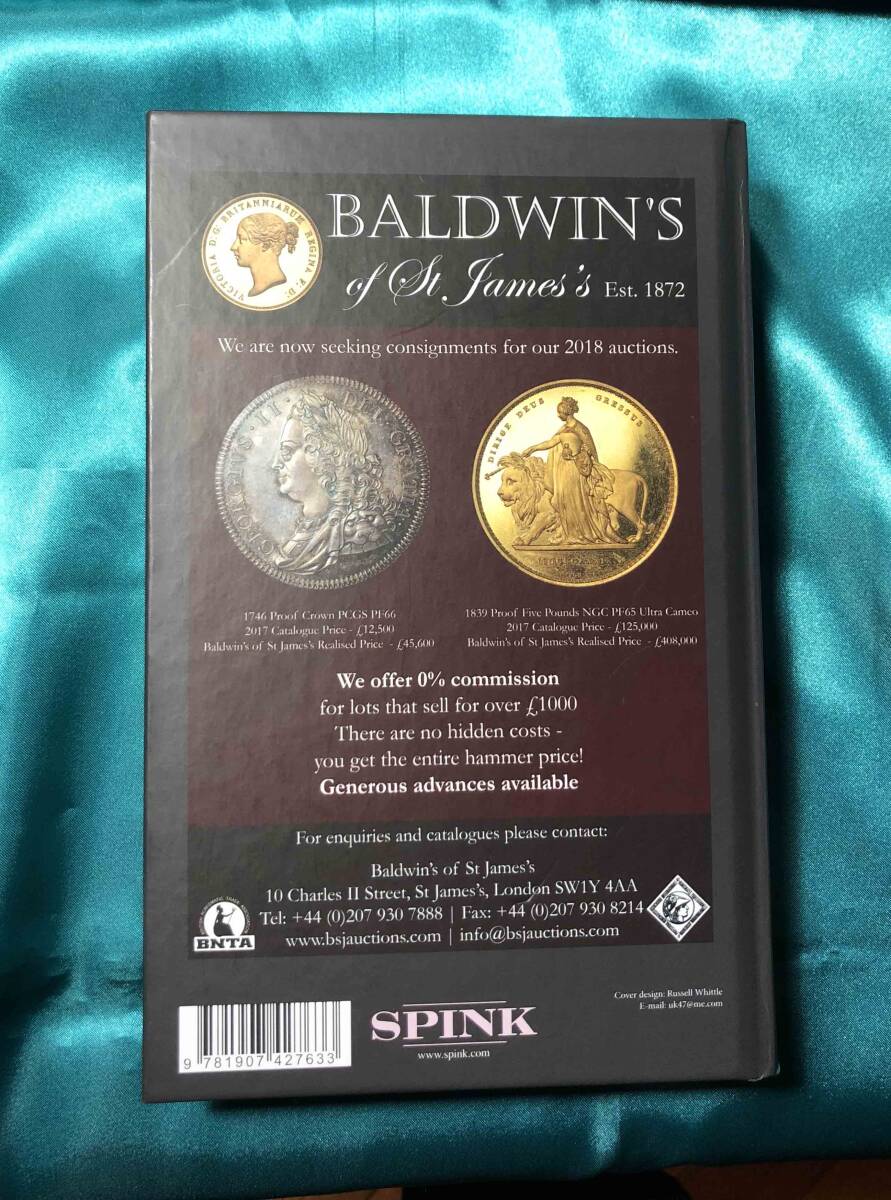 VICTORIA D: G: BRITANNIARUM REGINA F: D:
BALDWIN'S
of St James's Est. 1872
We are now seeking consignments for our 2018 auctions.
GEORGIUS · II · DEI · GRATIA
DIRIGE DEUS GRESSUS
1746 Proof Crown PCGS PF66
2017 Catalogue Price - £12,500
Baldwin's of St James's Realised Price - £45,600
1839 Proof Five Pounds NGC PF65 Ultra Cameo
2017 Catalogue Price - £125,000
Baldwin's of St James's Realised Price - £408,000
We offer 0% commission
for lots that sell for over £1000
There are no hidden costs -
you get the entire hammer price!
Generous advances available
For enquiries and catalogues please contact:
Baldwin's of St James's
10 Charles II Street, St James's, London SW1Y 4AA
Tel: +44 (0)207 930 7888 | Fax: +44 (0)207 930 8214
www.bsjauctions.com | info@bsjauctions.com
BNTA
Cover design: Russell Whittle
E-mail: uk47@me.com
SPINK
www.spink.com
9 781907 427633